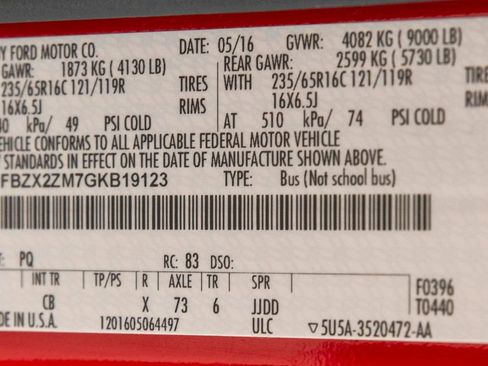 Y FORD MOTOR CO. DATE: 05/16 GVWR: 4082 KG ( 9000 LB)
GAWR: 1873 KG ( 4130 LB) REAR GAWR: 2599 KG ( 5730 LB)
235/65R16C 121/119R TIRES WITH 235/65R16C 121/119R TIRES
16X6.5J RIMS 16X6.5J RIMS
kPa/ 49 PSI COLD AT 510 kPa/ 74 PSI COLD
VEHICLE CONFORMS TO ALL APPLICABLE FEDERAL MOTOR VEHICLE
Y STANDARDS IN EFFECT ON THE DATE OF MANUFACTURE SHOWN ABOVE.
FBZX2ZM7GKB19123 TYPE: Bus (Not school bus)
PQ RC: 83 DSO:
INT TR TP/PS R AXLE TR SPR F0396
CB X 73 6 JJDD T0440
DE IN U.S.A. 1201605064497 ULC ▽5U5A-3520472-AA